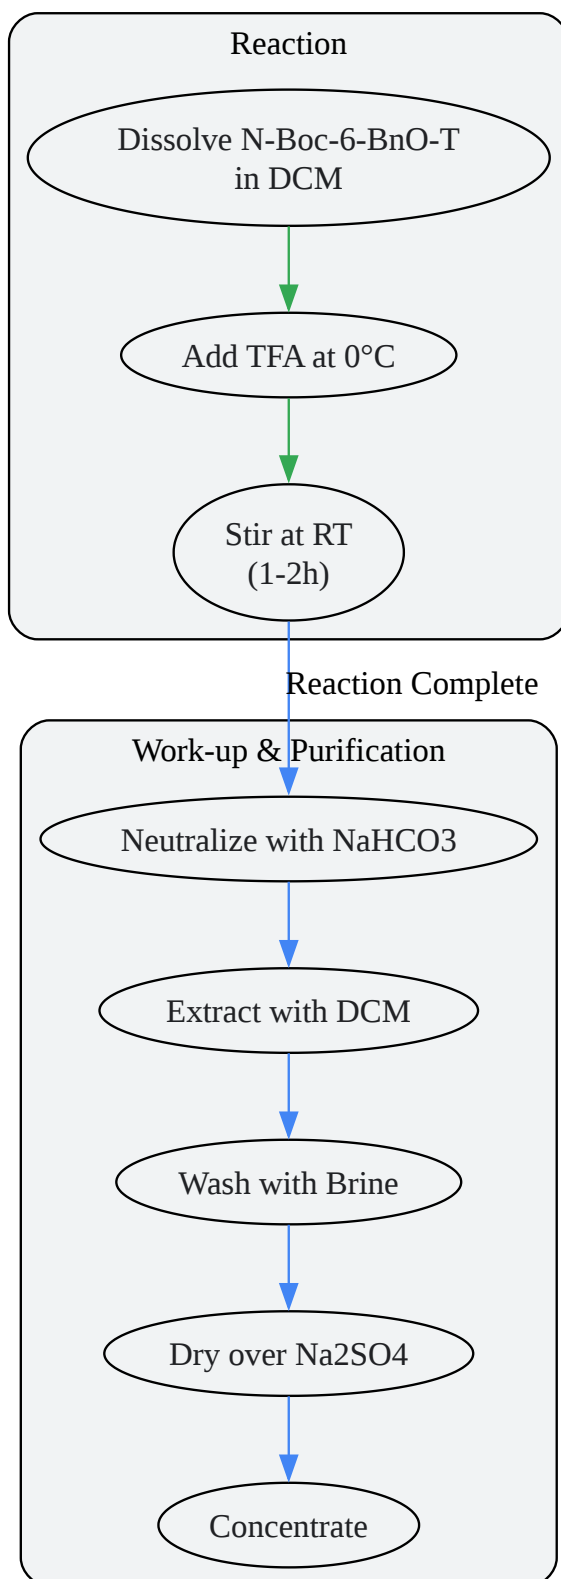 Reaction
Dissolve N-Boc-6-BnO-T
in DCM
Add TFA at 0°C
Stir at RT
(1-2h)
Reaction Complete
Work-up & Purification
Neutralize with NaHCO3
Extract with DCM
Wash with Brine
Dry over Na2SO4
Concentrate